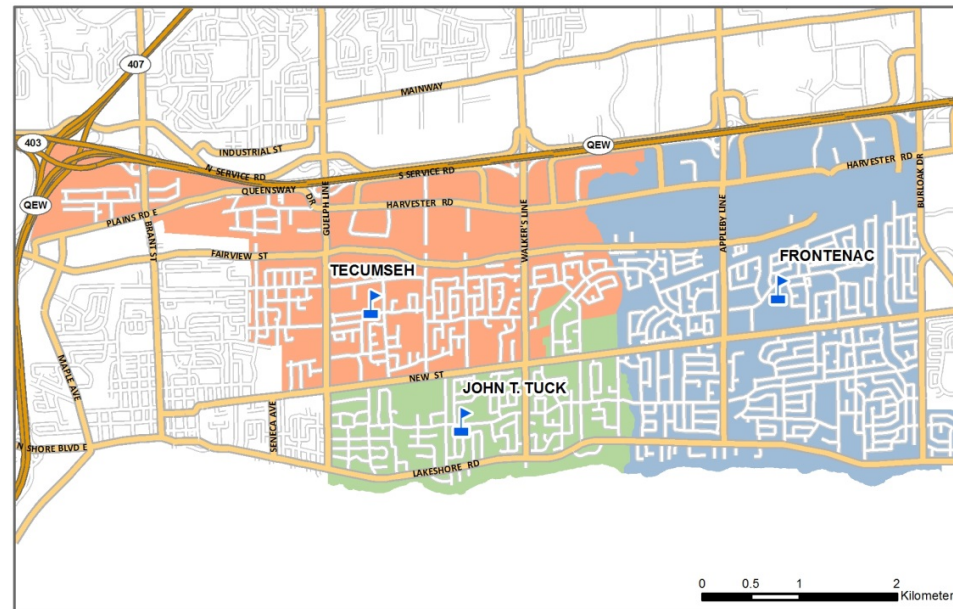 407
MAINWAY
403
INDUSTRIAL ST
QEW
N SERVICE RD
S SERVICE RD
HARVESTER RD
QUEENSWAY DR
QEW
PLAINS RD E
HARVESTER RD
BURLOAK DR
GUELPH LINE
BRANT ST
WALKER'S LINE
APPLEBY LINE
FAIRVIEW ST
TECUMSEH
FRONTENAC
MAPLE AVE
NEW ST
JOHN T. TUCK
SENECA AVE
N SHORE BLVD E
LAKESHORE RD
0 0.5 1 2
Kilometer